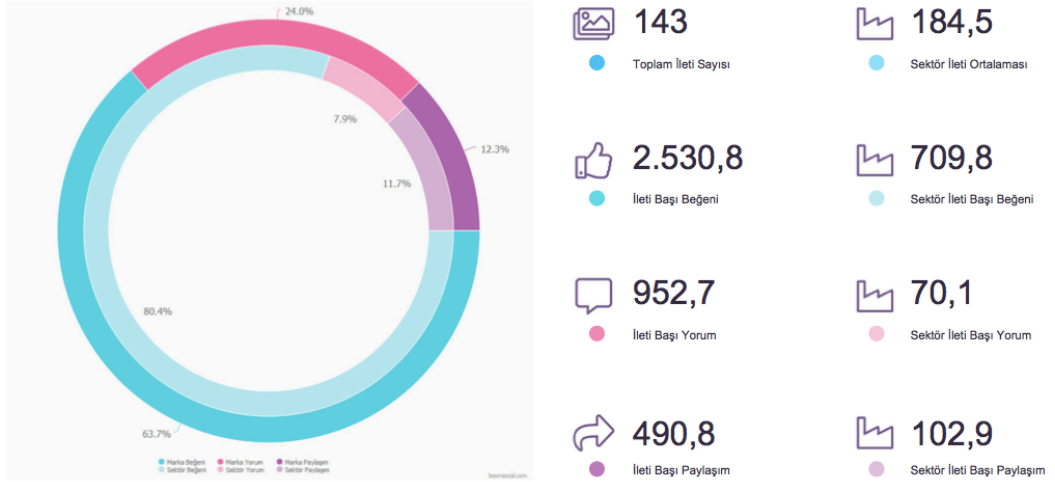 24.0%
7.9%
12.3%
11.7%
80.4%
63.7%
Marka Beğeni Marka Yorum Marka Paylaşım
Sektör Beğeni Sektör Yorum Sektör Paylaşım
boomsocial.com
143
Toplam İleti Sayısı
184,5
Sektör İleti Ortalaması
2.530,8
İleti Başı Beğeni
709,8
Sektör İleti Başı Beğeni
952,7
İleti Başı Yorum
70,1
Sektör İleti Başı Yorum
490,8
İleti Başı Paylaşım
102,9
Sektör İleti Başı Paylaşım